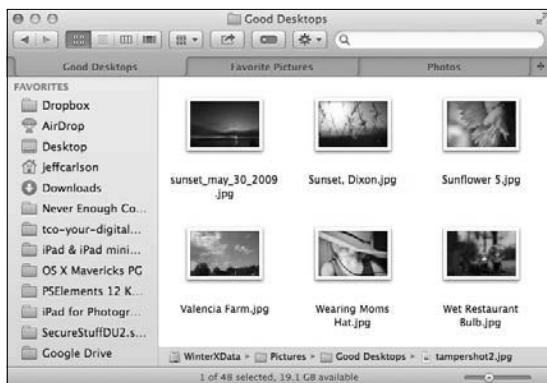 Good Desktops
Good Desktops
Favorite Pictures
Photos
FAVORITES
Dropbox
AirDrop
Desktop
jeffcarlson
Downloads
Never Enough Co...
tco-your-digital...
iPad & iPad mini...
OS X Mavericks PG
PSElements 12 K...
iPad for Photogr...
SecureStuffDU2.s...
Google Drive
sunset_may_30_2009
.jpg
Sunset, Dixon.jpg
Sunflower 5.jpg
Valencia Farm.jpg
Wearing Moms
Hat.jpg
Wet Restaurant
Bulb.jpg
WinterXData ▸ Pictures ▸ Good Desktops ▸ tampershot2.jpg
1 of 48 selected, 19.1 GB available